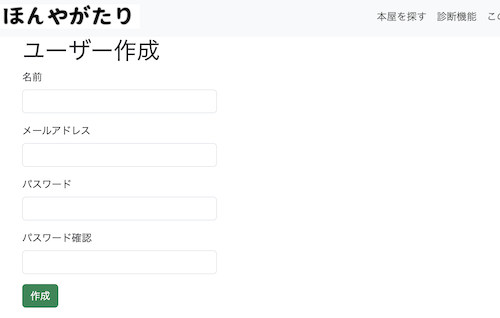 ほんやがたり
本屋を探す 診断機能
ユーザー作成
名前
メールアドレス
パスワード
パスワード確認
作成